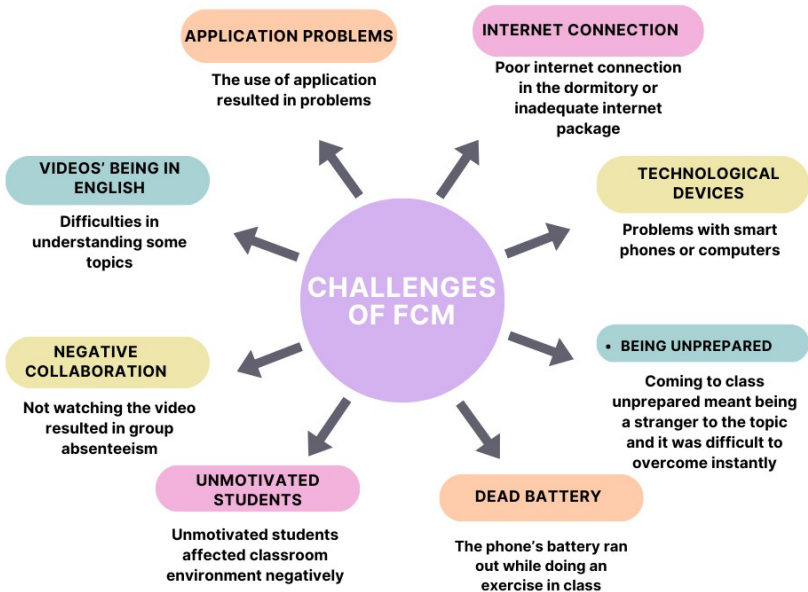 CHALLENGES
OF FCM
APPLICATION PROBLEMS
The use of application
resulted in problems
INTERNET CONNECTION
Poor internet connection
in the dormitory or
inadequate internet
package
TECHNOLOGICAL
DEVICES
Problems with smart
phones or computers
• BEING UNPREPARED
Coming to class
unprepared meant being
a stranger to the topic
and it was difficult to
overcome instantly
DEAD BATTERY
The phone's battery ran
out while doing an
exercise in class
UNMOTIVATED
STUDENTS
Unmotivated students
affected classroom
environment negatively
NEGATIVE
COLLABORATION
Not watching the video
resulted in group
absenteeism
VIDEOS' BEING IN
ENGLISH
Difficulties in
understanding some
topics